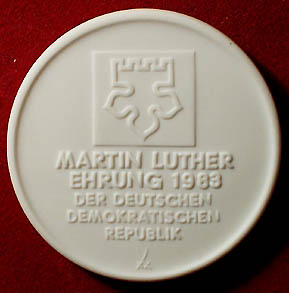 MARTIN LUTHER
EHRUNG 1983
DER DEUTSCHEN
DEMOKRATISCHEN
REPUBLIK